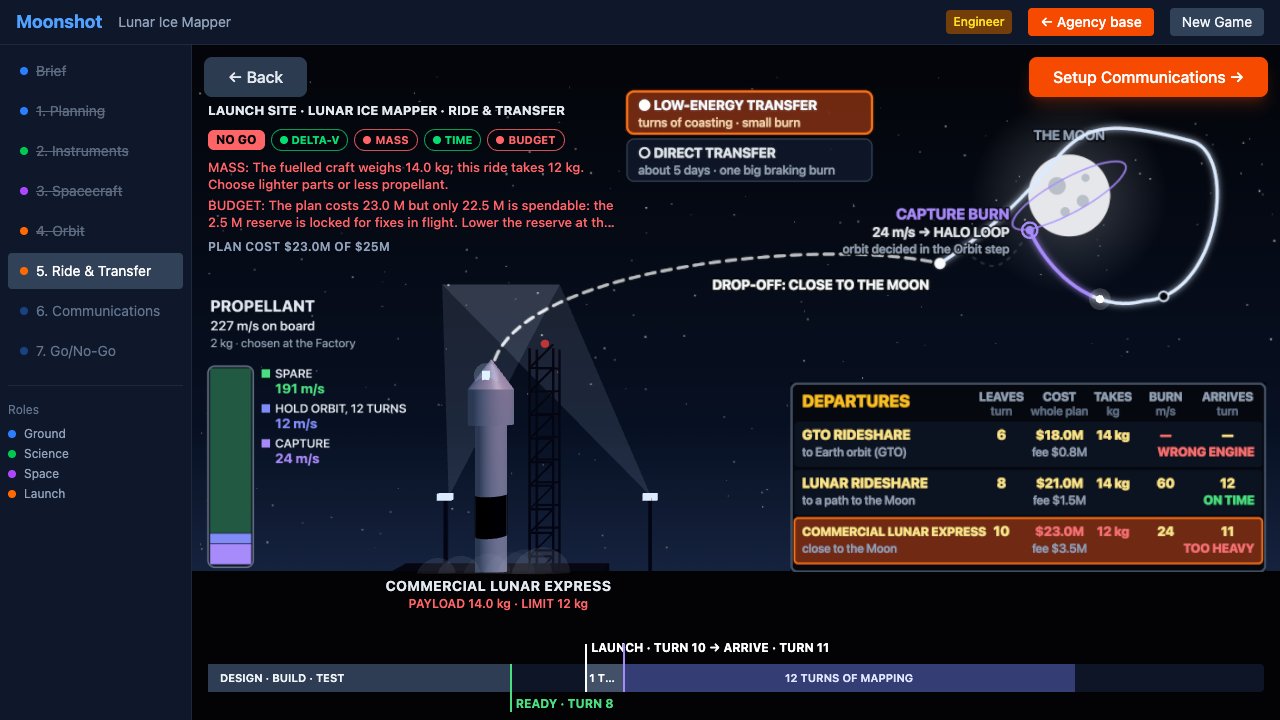 Moonshot
Lunar Ice Mapper
Engineer
← Agency base
New Game
Brief
1. Planning
2. Instruments
3. Spacecraft
4. Orbit
5. Ride & Transfer
6. Communications
7. Go/No-Go
Roles
Ground
Science
Space
Launch
← Back
Setup Communications →
LAUNCH SITE · LUNAR ICE MAPPER · RIDE & TRANSFER
NO GO
DELTA-V
MASS
TIME
BUDGET
MASS: The fuelled craft weighs 14.0 kg; this ride takes 12 kg.
Choose lighter parts or less propellant.
BUDGET: The plan costs 23.0 M but only 22.5 M is spendable: the
2.5 M reserve is locked for fixes in flight. Lower the reserve at th...
PLAN COST $23.0M OF $25M
LOW-ENERGY TRANSFER
turns of coasting · small burn
DIRECT TRANSFER
about 5 days · one big braking burn
THE MOON
CAPTURE BURN
24 m/s → HALO LOOP
orbit decided in the Orbit step
DROP-OFF: CLOSE TO THE MOON
PROPELLANT
227 m/s on board
2 kg · chosen at the Factory
SPARE
191 m/s
HOLD ORBIT, 12 TURNS
12 m/s
CAPTURE
24 m/s
DEPARTURES
LEAVES COST TAKES BURN ARRIVES
turn whole plan kg m/s turn
GTO RIDESHARE 6 $18.0M 14 kg — —
to Earth orbit (GTO) fee $0.8M WRONG ENGINE
LUNAR RIDESHARE 8 $21.0M 14 kg 60 12
to a path to the Moon fee $1.5M ON TIME
COMMERCIAL LUNAR EXPRESS 10 $23.0M 12 kg 24 11
close to the Moon fee $3.5M TOO HEAVY
COMMERCIAL LUNAR EXPRESS
PAYLOAD 14.0 kg · LIMIT 12 kg
LAUNCH · TURN 10 → ARRIVE · TURN 11
DESIGN · BUILD · TEST
1 T...
12 TURNS OF MAPPING
READY · TURN 8